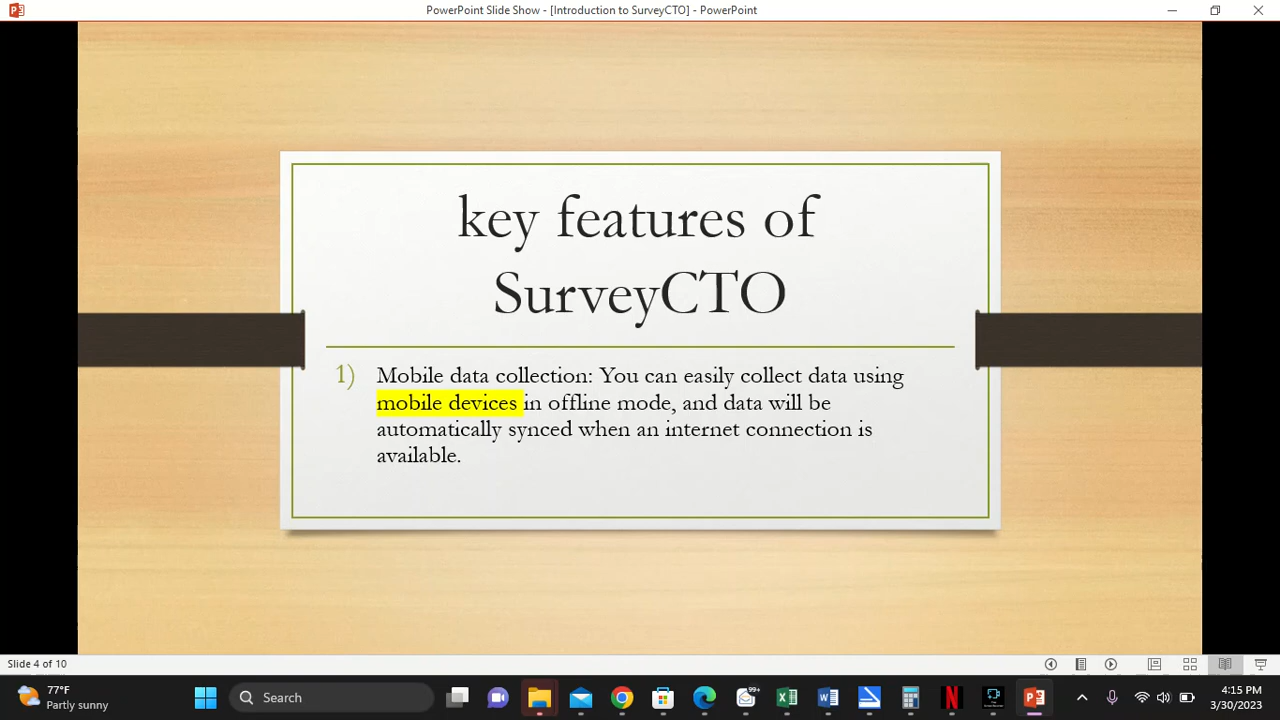 PowerPoint Slide Show - [Introduction to SurveyCTO] - PowerPoint
key features of
SurveyCTO
1) Mobile data collection: You can easily collect data using
mobile devices in offline mode, and data will be
automatically synced when an internet connection is
available.
Slide 4 of 10
77°F
Partly sunny
Search
99+
4:15 PM
3/30/2023